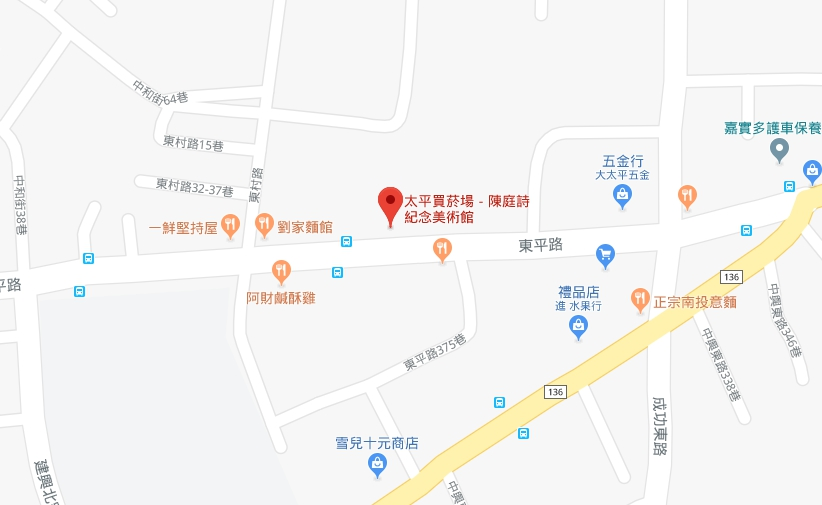 中和街64巷
嘉實多護車保養
東村路15巷
五金行
大太平五金
東村路32-37巷
東村路
中和街38巷
太平買菸場 - 陳庭詩
紀念美術館
一鮮堅持屋
劉家麵館
東平路
平路
136
阿財鹹酥雞
禮品店
進 水果行
正宗南投意麵
中興東路346巷
東平路375巷
中興東路338巷
136
成功東路
雪兒十元商店
建興北
中興